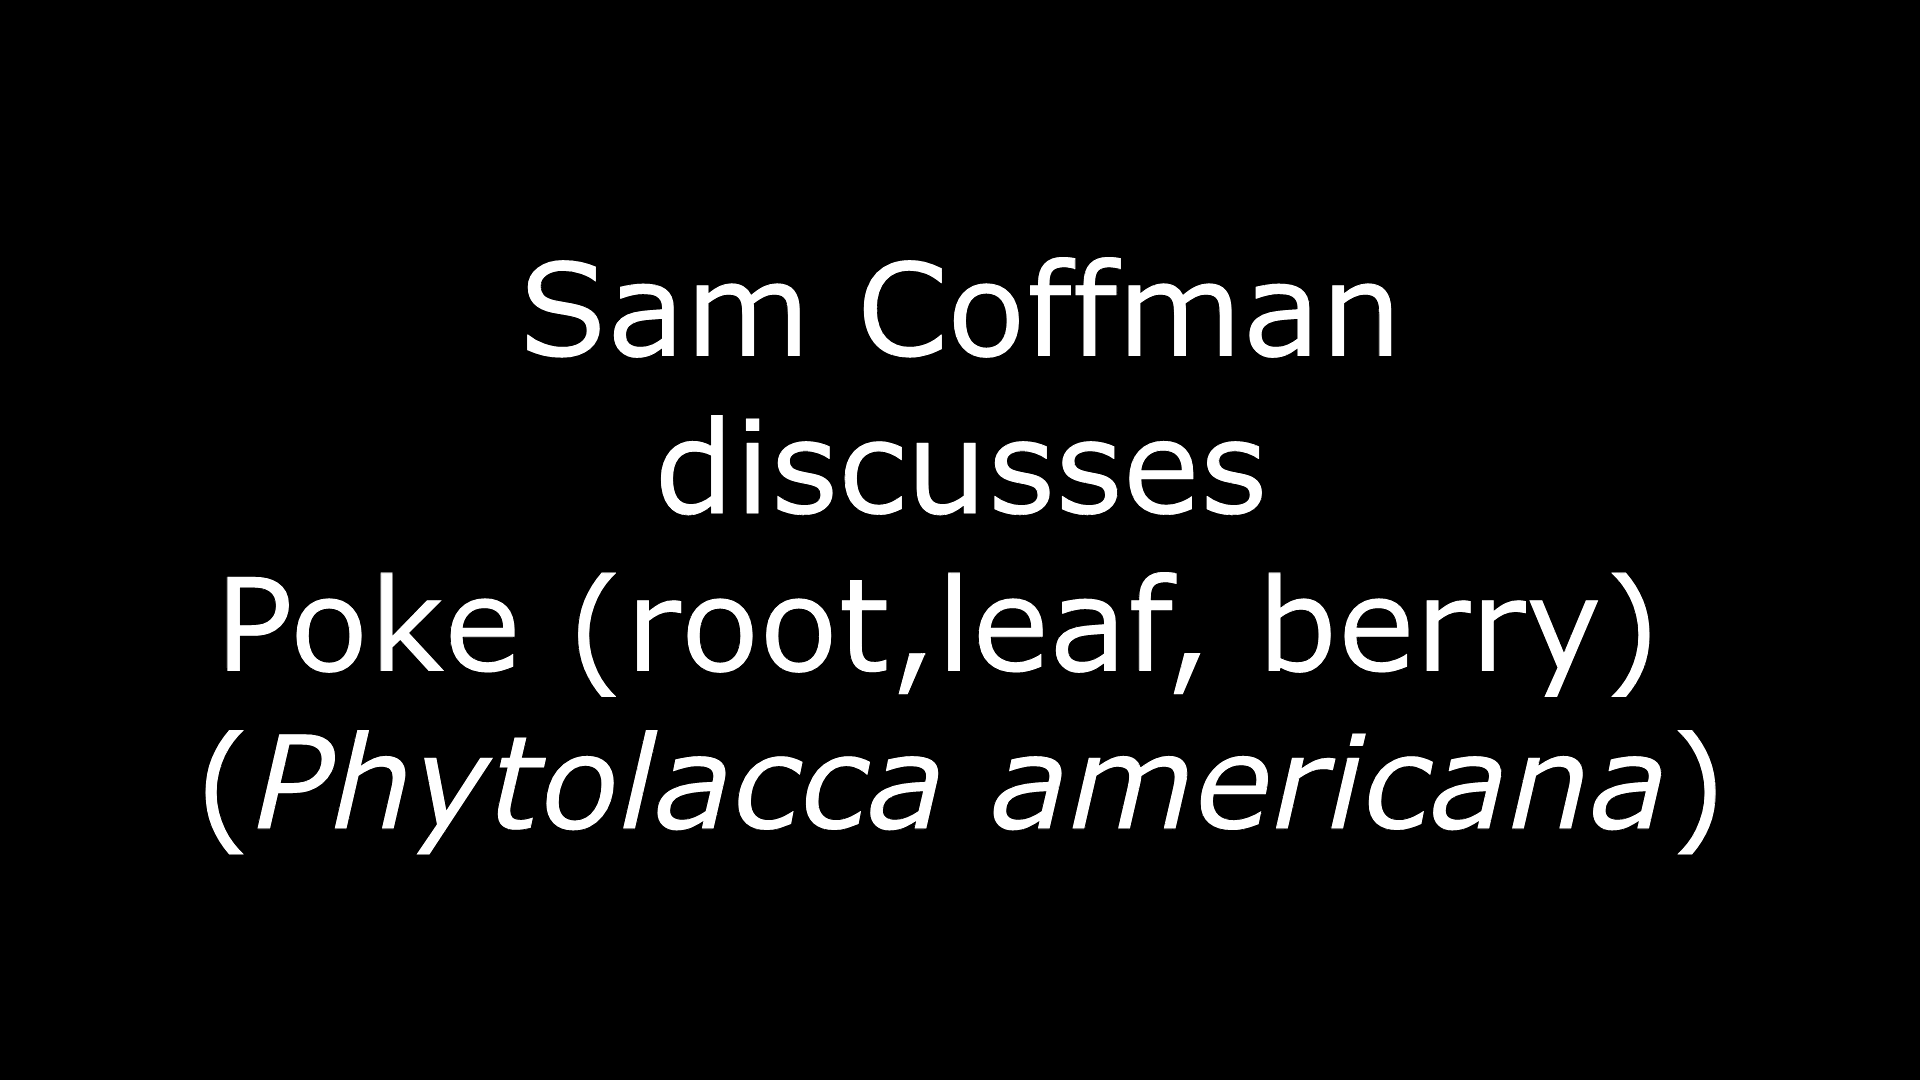 Sam Coffman
discusses
Poke (root,leaf, berry)
(Phytolacca americana)